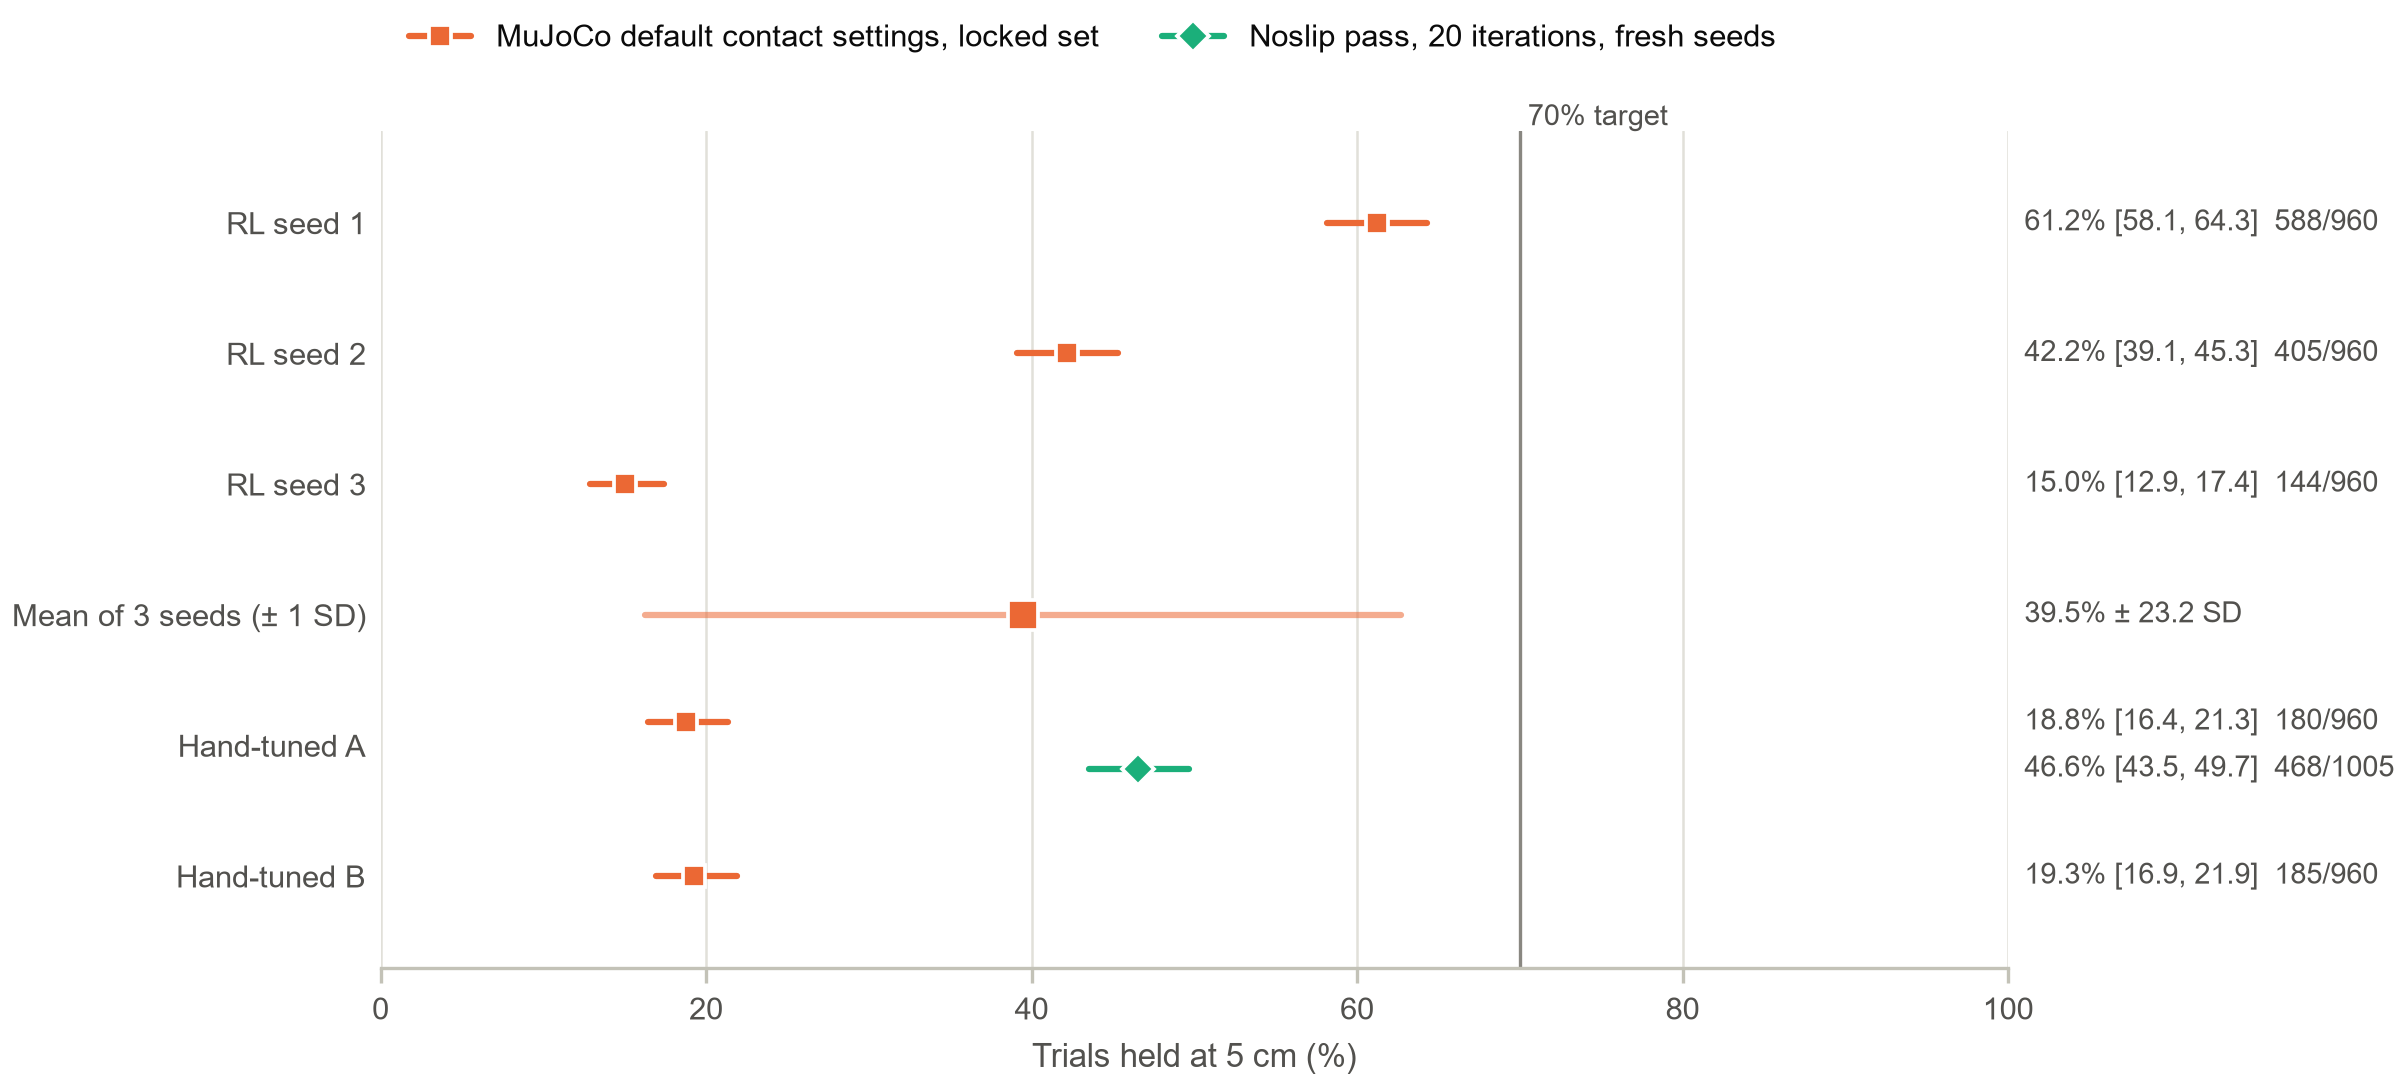 MuJoCo default contact settings, locked set
Noslip pass, 20 iterations, fresh seeds
70% target
RL seed 1
61.2% [58.1, 64.3] 588/960
RL seed 2
42.2% [39.1, 45.3] 405/960
RL seed 3
15.0% [12.9, 17.4] 144/960
Mean of 3 seeds (± 1 SD)
39.5% ± 23.2 SD
Hand-tuned A
18.8% [16.4, 21.3] 180/960
46.6% [43.5, 49.7] 468/1005
Hand-tuned B
19.3% [16.9, 21.9] 185/960
0 20 40 60 80 100
Trials held at 5 cm (%)